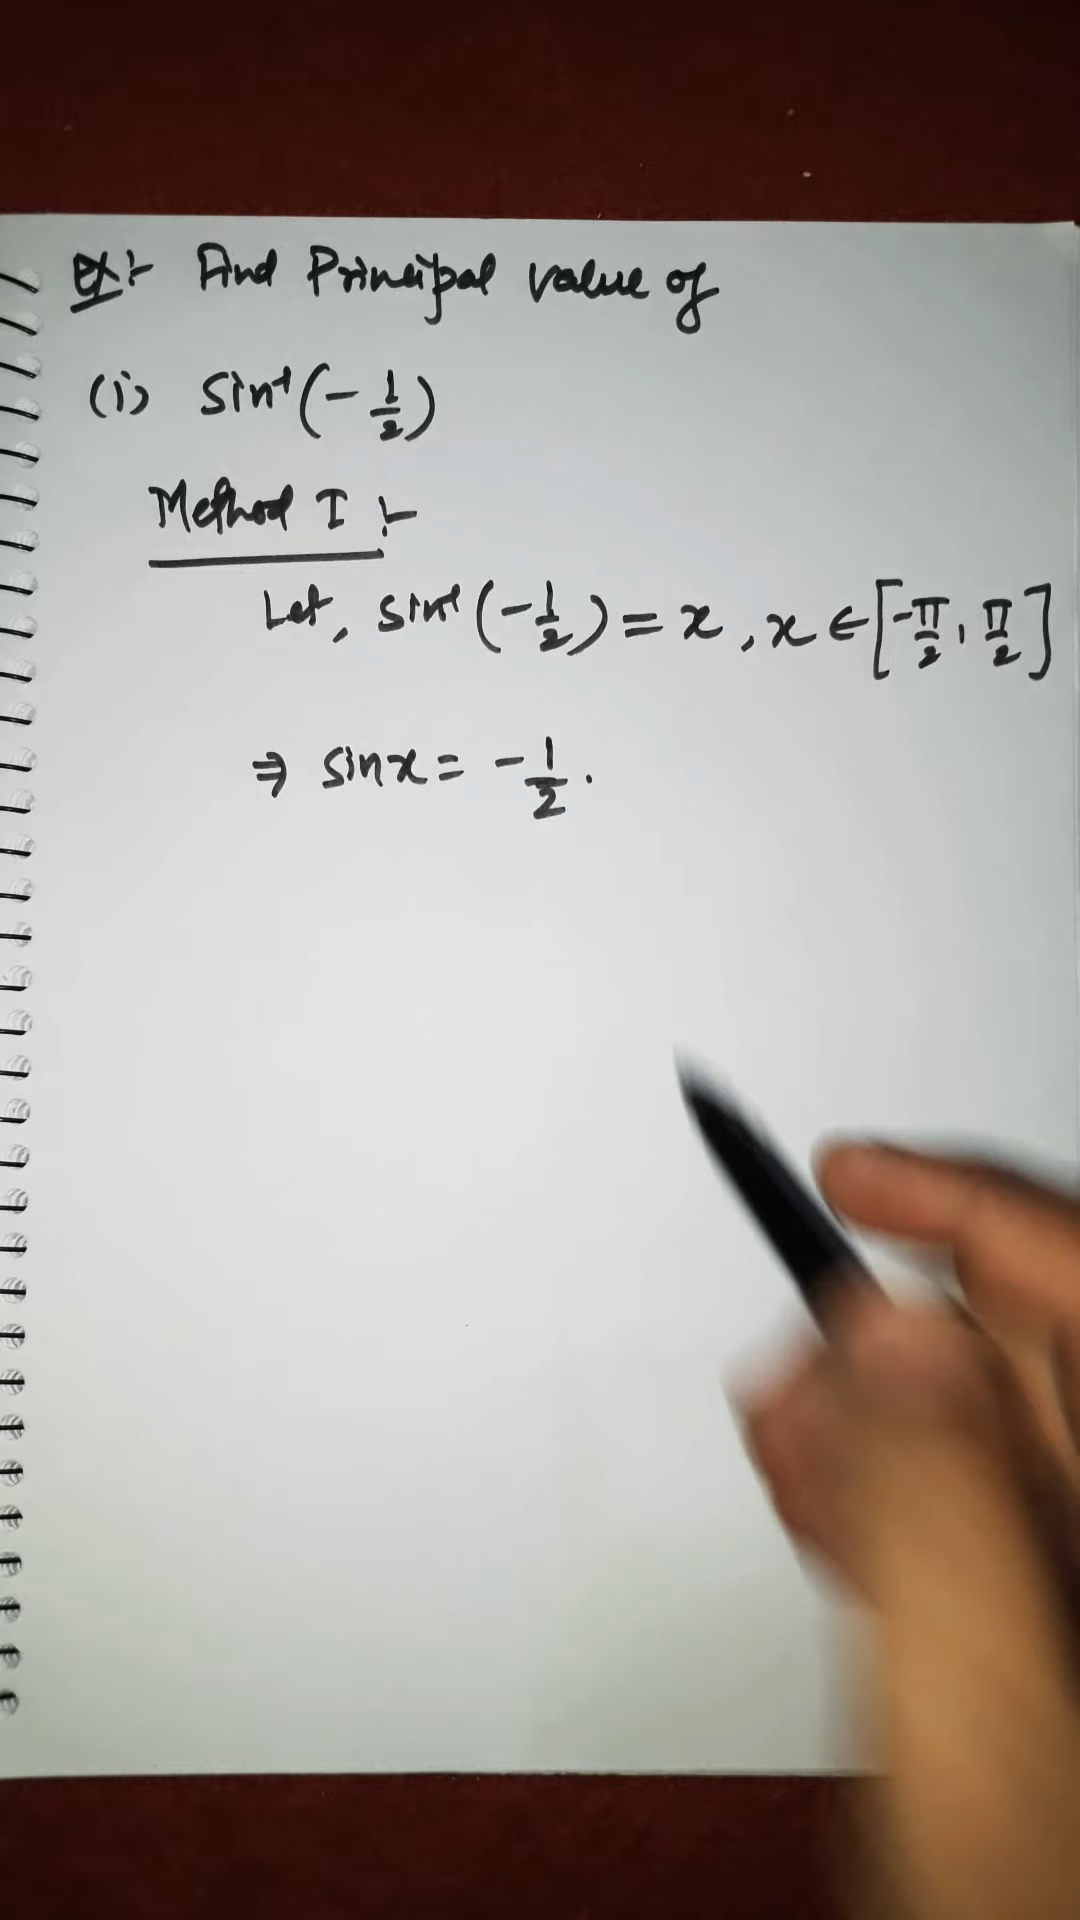 Ex:- Find Principal value of
(i) sin⁻¹(-1/2)
Method I :-
Let, sin⁻¹(-1/2) = x, x ∈ [-π/2, π/2]
⇒ sinx = -1/2.